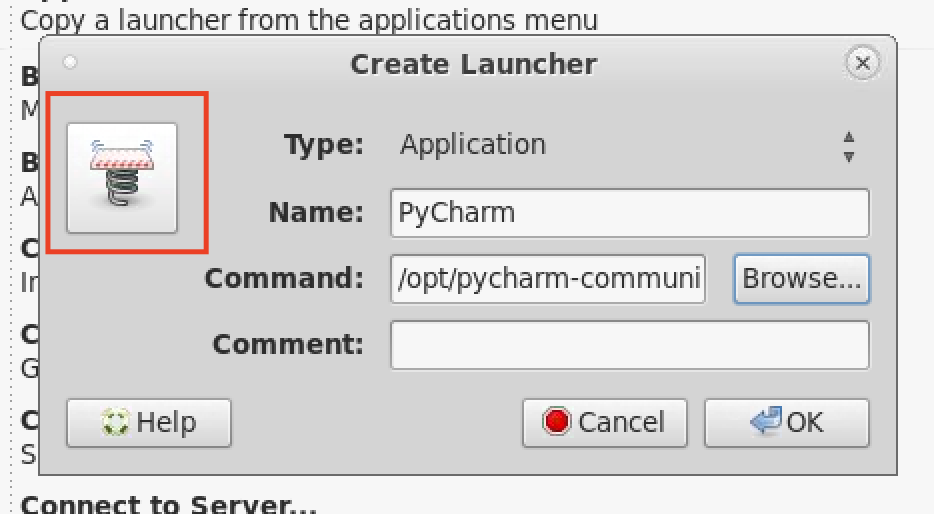 Copy a launcher from the applications menu
Create Launcher
B
M
Type: Application
B
A
Name: PyCharm
C
Command: /opt/pycharm-communi Browse...
C
Comment:
G
C
Help Cancel OK
S
Connect to Server...